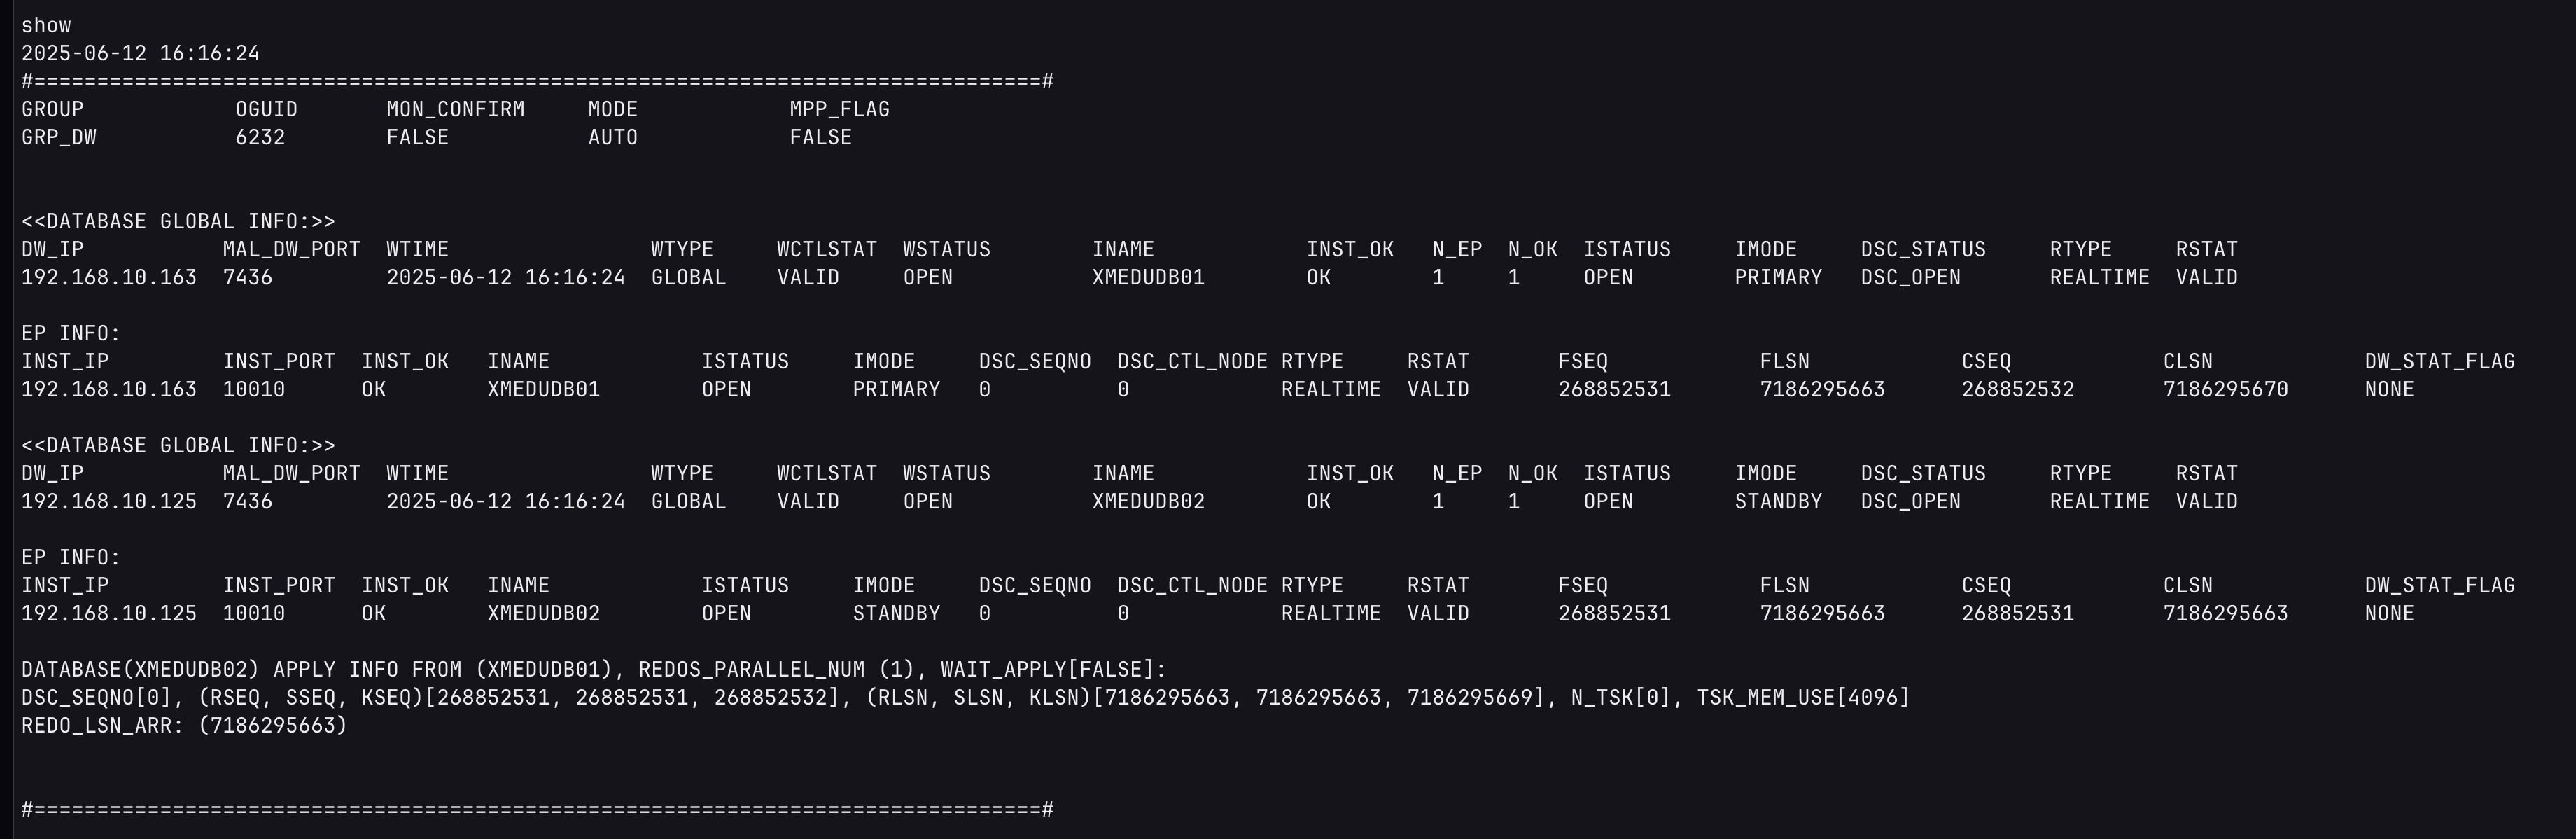 show
2025-06-12 16:16:24
#================================================================================#
GROUP            OGUID       MON_CONFIRM     MODE            MPP_FLAG
GRP_DW           6232        FALSE           AUTO            FALSE
<<DATABASE GLOBAL INFO:>>
DW_IP           MAL_DW_PORT  WTIME                WTYPE     WCTLSTAT  WSTATUS        INAME            INST_OK   N_EP  N_OK  ISTATUS     IMODE     DSC_STATUS     RTYPE     RSTAT
192.168.10.163  7436         2025-06-12 16:16:24  GLOBAL    VALID     OPEN           XMEDUDB01        OK        1     1     OPEN        PRIMARY   DSC_OPEN       REALTIME  VALID
EP INFO:
INST_IP         INST_PORT  INST_OK   INAME            ISTATUS     IMODE     DSC_SEQNO  DSC_CTL_NODE RTYPE     RSTAT       FSEQ            FLSN            CSEQ            CLSN            DW_STAT_FLAG
192.168.10.163  10010      OK        XMEDUDB01        OPEN        PRIMARY   0          0            REALTIME  VALID       268852531       7186295663      268852532       7186295670      NONE
<<DATABASE GLOBAL INFO:>>
DW_IP           MAL_DW_PORT  WTIME                WTYPE     WCTLSTAT  WSTATUS        INAME            INST_OK   N_EP  N_OK  ISTATUS     IMODE     DSC_STATUS     RTYPE     RSTAT
192.168.10.125  7436         2025-06-12 16:16:24  GLOBAL    VALID     OPEN           XMEDUDB02        OK        1     1     OPEN        STANDBY   DSC_OPEN       REALTIME  VALID
EP INFO:
INST_IP         INST_PORT  INST_OK   INAME            ISTATUS     IMODE     DSC_SEQNO  DSC_CTL_NODE RTYPE     RSTAT       FSEQ            FLSN            CSEQ            CLSN            DW_STAT_FLAG
192.168.10.125  10010      OK        XMEDUDB02        OPEN        STANDBY   0          0            REALTIME  VALID       268852531       7186295663      268852531       7186295663      NONE
DATABASE(XMEDUDB02) APPLY INFO FROM (XMEDUDB01), REDOS_PARALLEL_NUM (1), WAIT_APPLY[FALSE]:
DSC_SEQNO[0], (RSEQ, SSEQ, KSEQ)[268852531, 268852531, 268852532], (RLSN, SLSN, KLSN)[7186295663, 7186295663, 7186295669], N_TSK[0], TSK_MEM_USE[4096]
REDO_LSN_ARR: (7186295663)
#================================================================================#